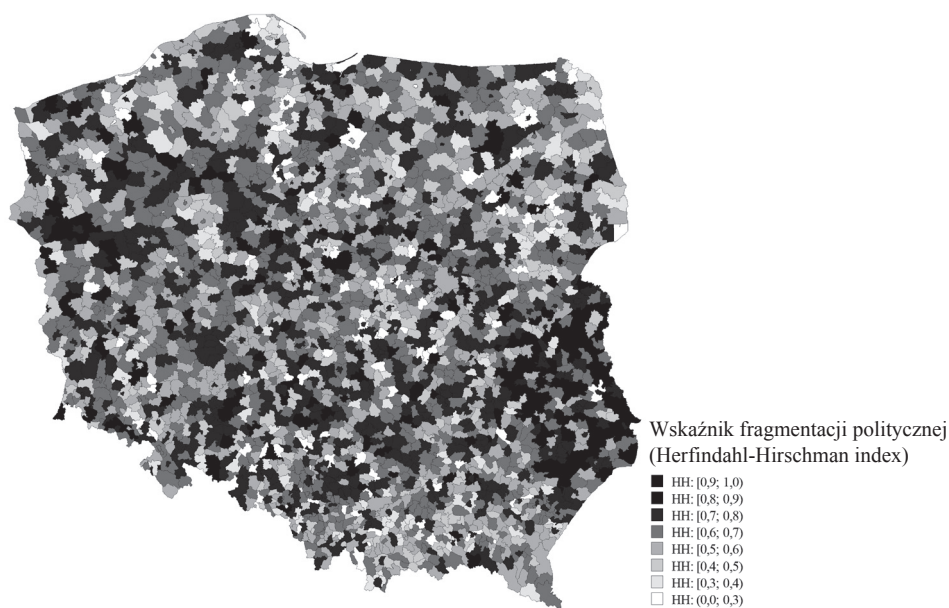 Wskaźnik fragmentacji politycznej
(Herfindahl-Hirschman index)
HH: [0,9; 1,0)
HH: [0,8; 0,9)
HH: [0,7; 0,8)
HH: [0,6; 0,7)
HH: [0,5; 0,6)
HH: [0,4; 0,5)
HH: [0,3; 0,4)
HH: (0,0; 0,3)